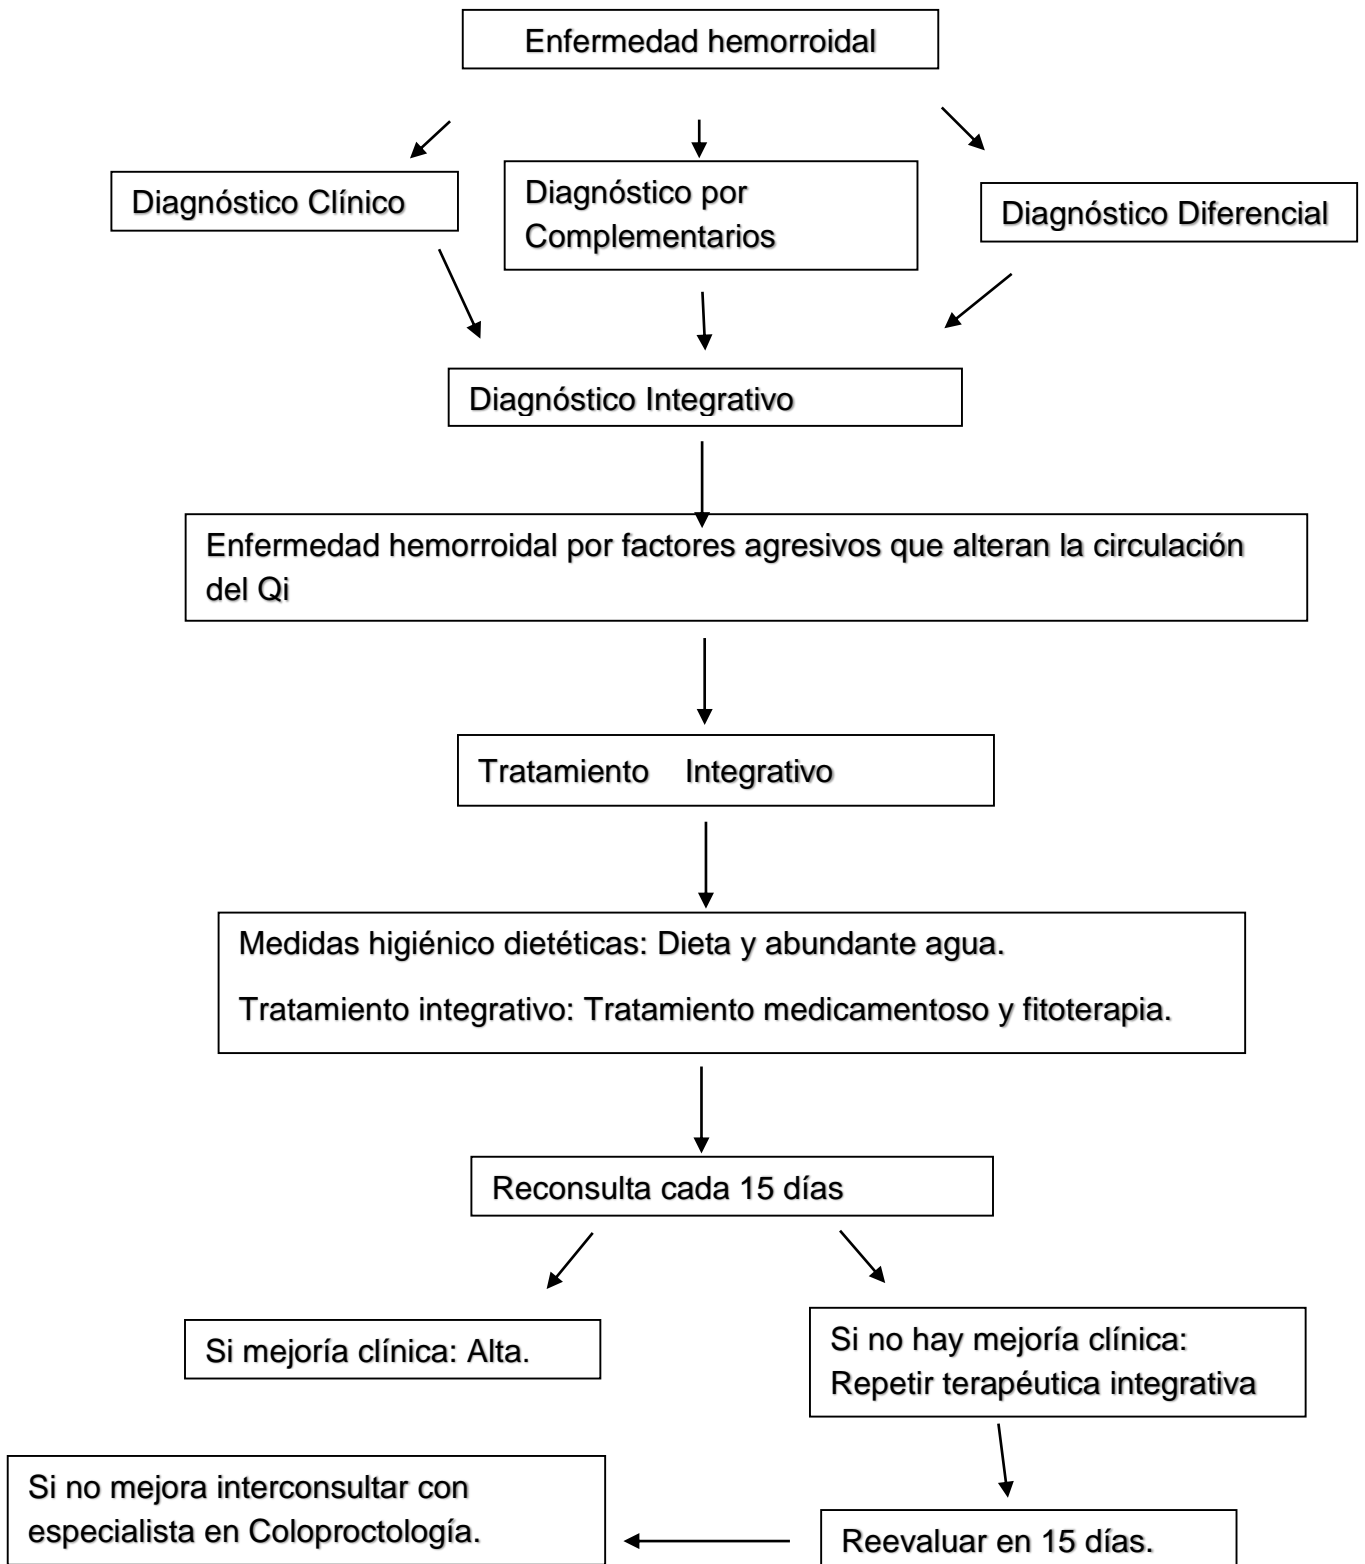 Enfermedad hemorroidal
Diagnóstico Clínico
Diagnóstico por
Complementarios
Diagnóstico Diferencial
Diagnóstico Integrativo
Enfermedad hemorroidal por factores agresivos que alteran la circulación
del Qi
Tratamiento Integrativo
Medidas higiénico dietéticas: Dieta y abundante agua.
Tratamiento integrativo: Tratamiento medicamentoso y fitoterapia.
Reconsulta cada 15 días
Si mejoría clínica: Alta.
Si no hay mejoría clínica:
Repetir terapéutica integrativa
Si no mejora interconsultar con
especialista en Coloproctología.
Reevaluar en 15 días.